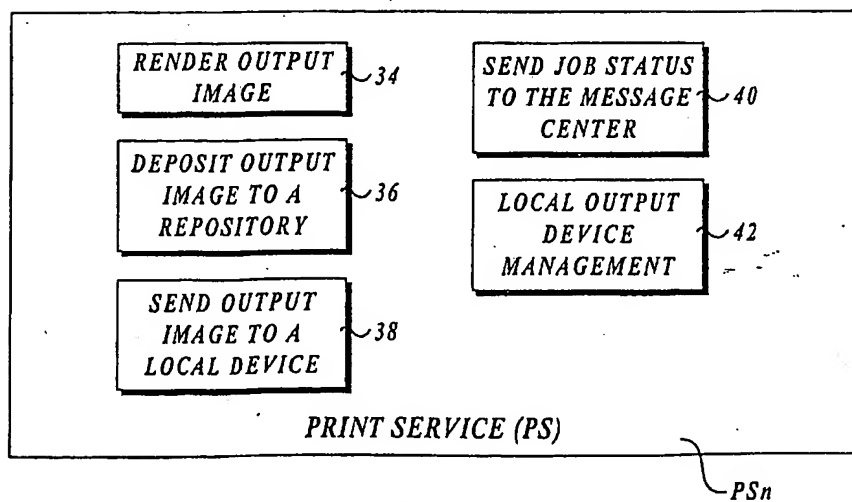 RENDER OUTPUT
IMAGE
34
DEPOSIT OUTPUT
IMAGE TO A
REPOSITORY
36
SEND OUTPUT
IMAGE TO A
LOCAL DEVICE
38
SEND JOB STATUS
TO THE MESSAGE
CENTER
40
LOCAL OUTPUT
DEVICE
MANAGEMENT
42
PRINT SERVICE (PS)
PSn